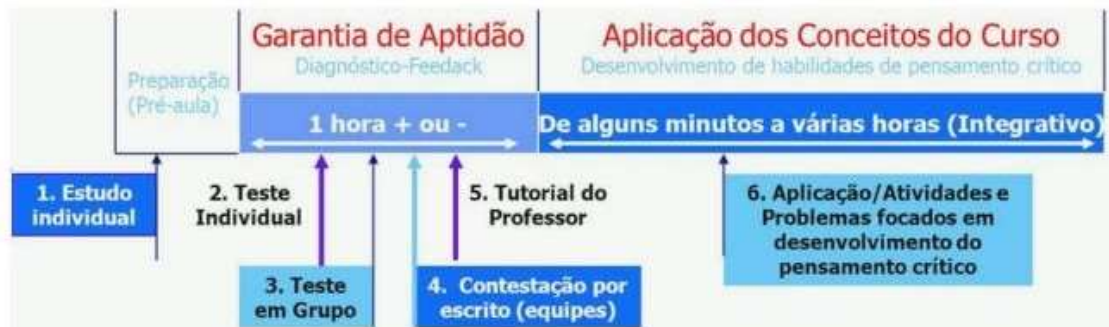 Garantia de Aptidão
Diagnóstico-Feedack
Aplicação dos Conceitos do Curso
Desenvolvimento de habilidades de pensamento crítico
Preparação
(Pré-aula)
1 hora + ou -
De alguns minutos a várias horas (Integrativo)
1. Estudo
individual
2. Teste
Individual
3. Teste
em Grupo
4. Contestação por
escrito (equipes)
5. Tutorial do
Professor
6. Aplicação/Atividades e
Problemas focados em
desenvolvimento do
pensamento crítico